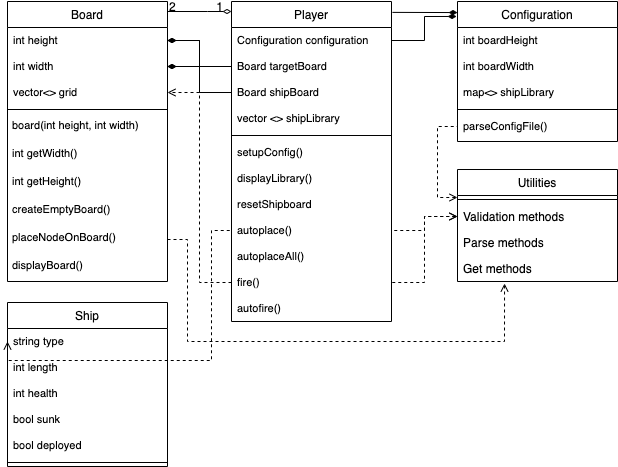 Board
2
1
int height
int width
vector<> grid
board(int height, int width)
int getWidth()
int getHeight()
createEmptyBoard()
placeNodeOnBoard()
displayBoard()
Player
Configuration configuration
Board targetBoard
Board shipBoard
vector <> shipLibrary
setupConfig()
displayLibrary()
resetShipboard
autoplace()
autoplaceAll()
fire()
autofire()
Configuration
int boardHeight
int boardWidth
map<> shipLibrary
parseConfigFile()
Utilities
Validation methods
Parse methods
Get methods
Ship
string type
int length
int health
bool sunk
bool deployed